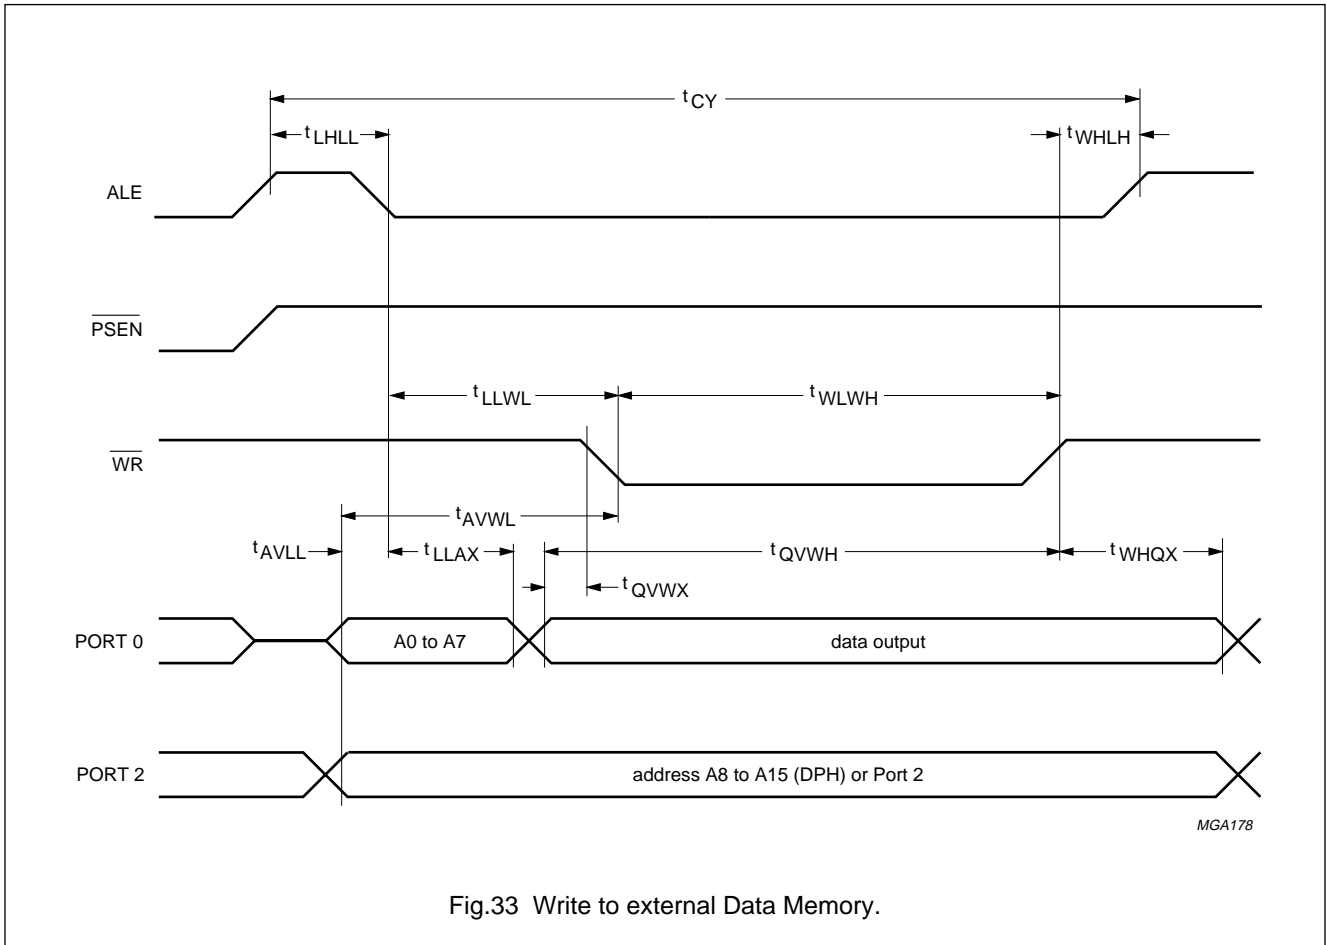 tCY
tLHLL
tWHLH
ALE
PSEN
tLLWL
tWLWH
WR
tAVWL
tAVLL
tLLAX
tQVWH
tWHQX
tQVWX
PORT 0
A0 to A7
data output
PORT 2
address A8 to A15 (DPH) or Port 2
MGA178
Fig.33 Write to external Data Memory.